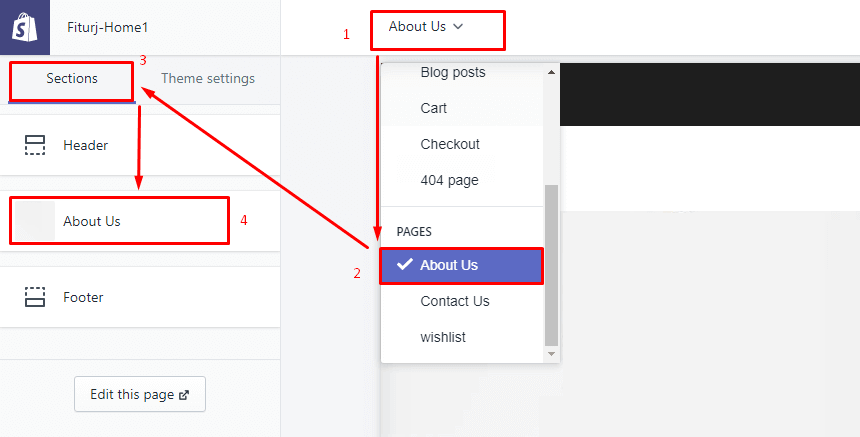 Fiturj-Home1
1
About Us
3
Sections
Theme settings
Header
About Us
4
Footer
Edit this page
Blog posts
Cart
Checkout
404 page
PAGES
2
About Us
Contact Us
wishlist